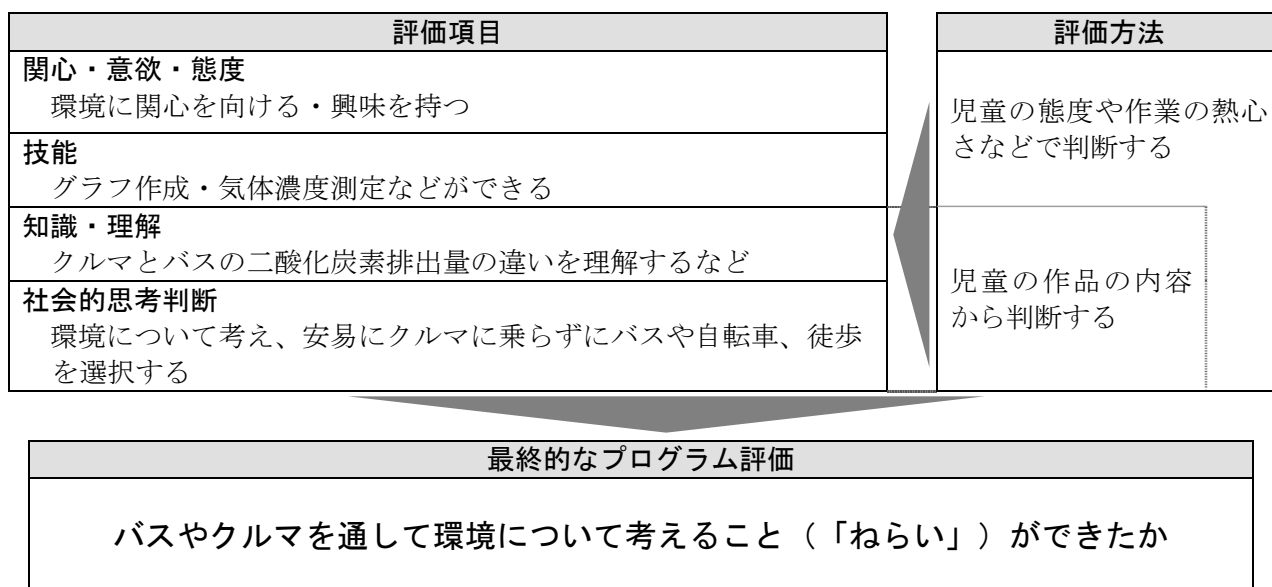 評価項目
関心・意欲・態度
環境に関心を向ける・興味を持つ
技能
グラフ作成・気体濃度測定などができる
知識・理解
クルマとバスの二酸化炭素排出量の違いを理解するなど
社会的思考判断
環境について考え、安易にクルマに乗らずにバスや自転車、徒歩
を選択する
評価方法
児童の態度や作業の熱心
さなどで判断する
児童の作品の内容
から判断する
最終的なプログラム評価
バスやクルマを通して環境について考えること（「ねらい」）ができたか